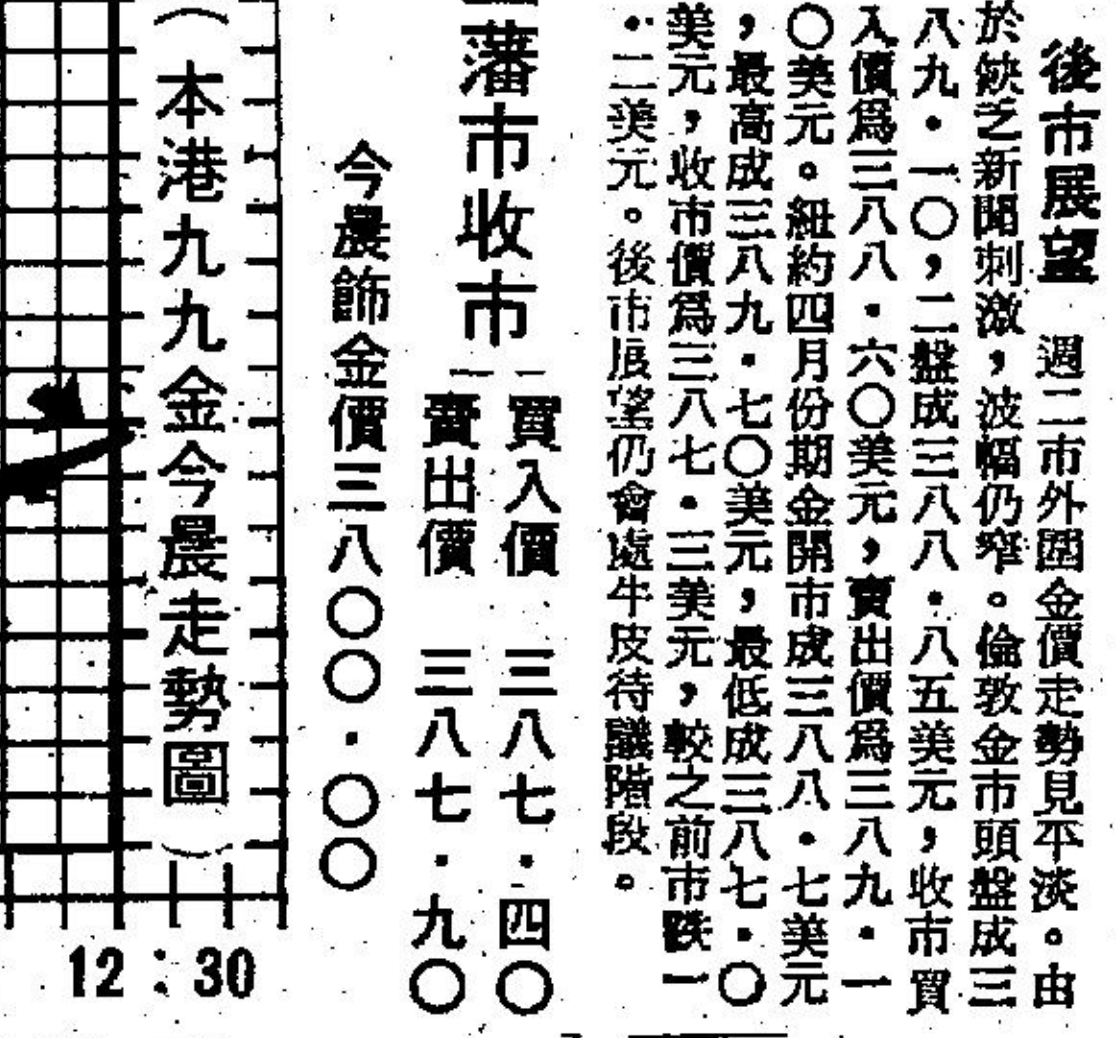 後市展望　週二市外圍金價走勢見平淡。由
於缺乏新聞刺激，波幅仍窄。倫敦金市頭盤成三
八九．一〇，二盤成三八八．八五美元，收市買
入價爲三八八．六〇美元，賣出價爲三八九．一
〇美元。紐約四月份期金開市成三八八．七美元
，最高成三八九．七〇美元，最低成三八七．〇
美元，收市價爲三八七．三美元，較之前市跌一
．二美元。後市展望仍會處牛皮待議階段。
三藩市收市
買入價　三八七．四〇
賣出價　三八七．九〇
今晨飾金價三八〇〇．〇〇
（本港九九金今晨走勢圖）
12：30